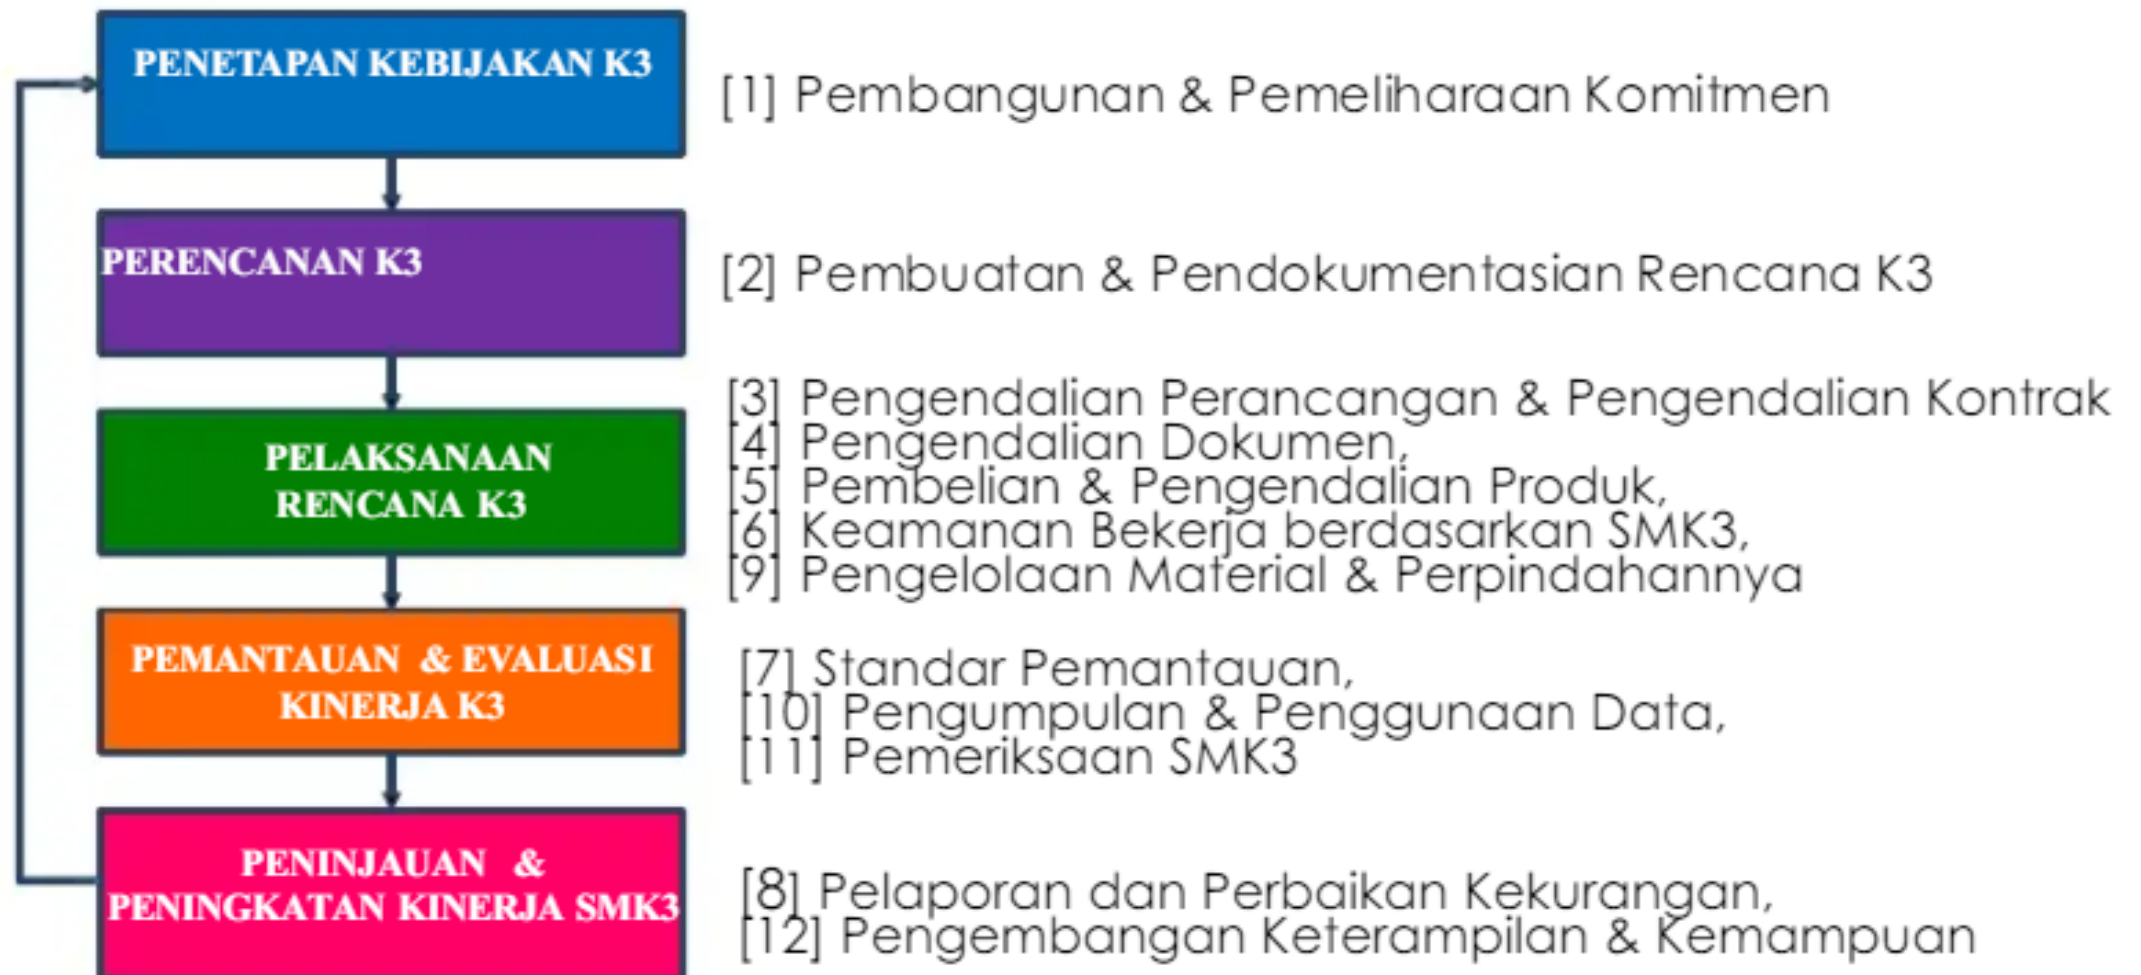 PENETAPAN KEBIJAKAN K3
[1] Pembangunan & Pemeliharaan Komitmen
PERENCANAN K3
[2] Pembuatan & Pendokumentasian Rencana K3
PELAKSANAAN
RENCANA K3
[3] Pengendalian Perancangan & Pengendalian Kontrak
[4] Pengendalian Dokumen,
[5] Pembelian & Pengendalian Produk,
[6] Keamanan Bekerja berdasarkan SMK3,
[9] Pengelolaan Material & Perpindahannya
PEMANTAUAN & EVALUASI
KINERJA K3
[7] Standar Pemantauan,
[10] Pengumpulan & Penggunaan Data,
[11] Pemeriksaan SMK3
PENINJAUAN &
PENINGKATAN KINERJA SMK3
[8] Pelaporan dan Perbaikan Kekurangan,
[12] Pengembangan Keterampilan & Kemampuan